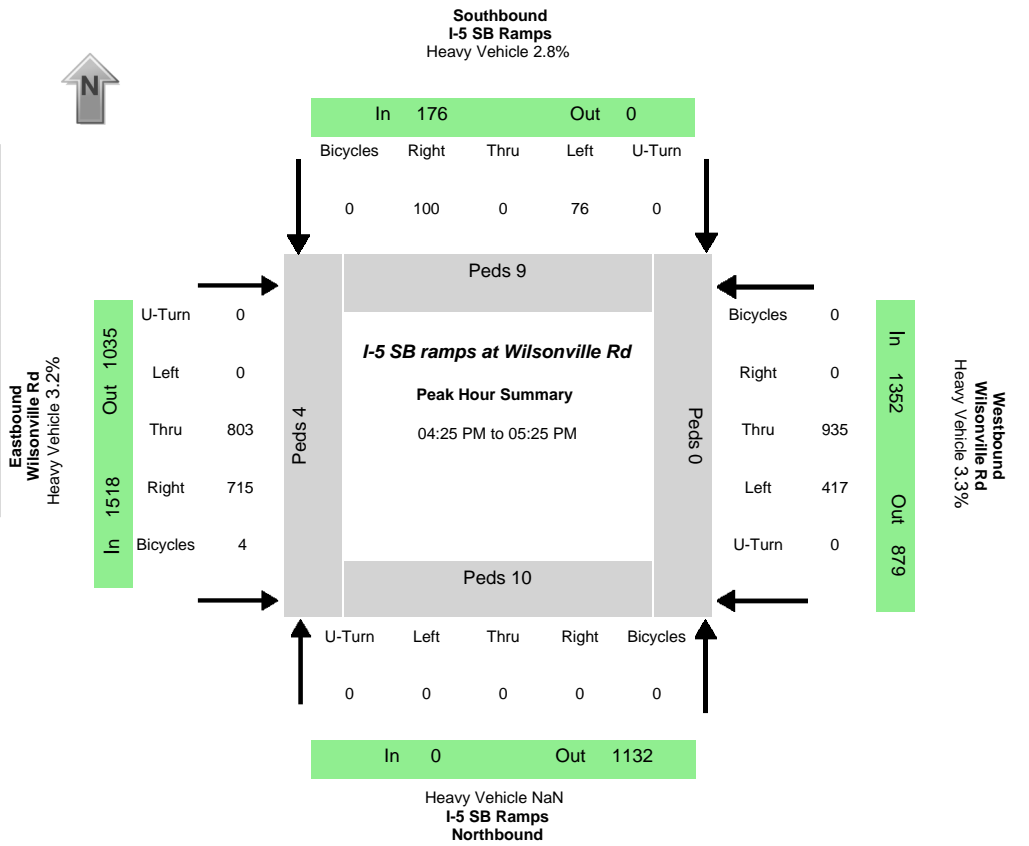 Southbound
I-5 SB Ramps
Heavy Vehicle 2.8%
N
In 176 Out 0
Bicycles Right Thru Left U-Turn
0 100 0 76 0
Peds 9
Eastbound
Wilsonville Rd
Heavy Vehicle 3.2%
In 1518 Out 1035
U-Turn 0
Left 0
Thru 803
Right 715
Bicycles 4
Peds 4
I-5 SB ramps at Wilsonville Rd
Peak Hour Summary
04:25 PM to 05:25 PM
Peds 0
Bicycles 0
Right 0
Thru 935
Left 417
U-Turn 0
In 1352 Out 879
Westbound
Wilsonville Rd
Heavy Vehicle 3.3%
Peds 10
U-Turn Left Thru Right Bicycles
0 0 0 0 0
In 0 Out 1132
Heavy Vehicle NaN
I-5 SB Ramps
Northbound